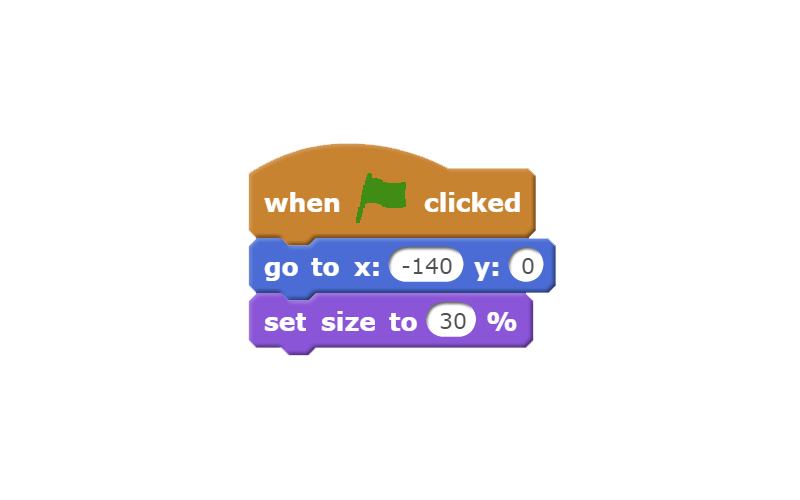 when clicked
go to x: -140 y: 0
set size to 30 %